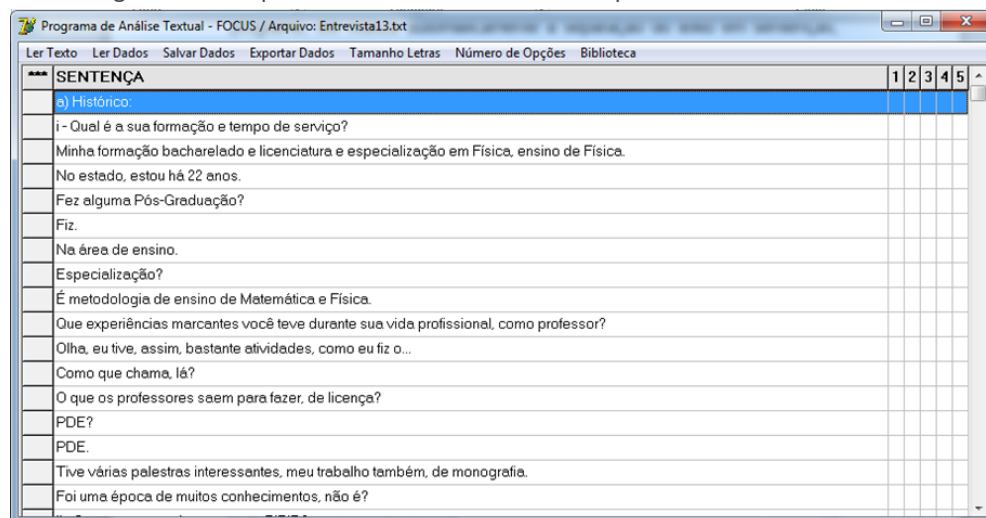 Programa de Análise Textual - FOCUS / Arquivo: Entrevista13.txt
Ler Texto Ler Dados Salvar Dados Exportar Dados Tamanho Letras Número de Opções Biblioteca
*** SENTENÇA 1 2 3 4 5
a) Histórico:
i - Qual é a sua formação e tempo de serviço?
Minha formação bacharelado e licenciatura e especialização em Física, ensino de Física.
No estado, estou há 22 anos.
Fez alguma Pós-Graduação?
Fiz.
Na área de ensino.
Especialização?
É metodologia de ensino de Matemática e Física.
Que experiências marcantes você teve durante sua vida profissional, como professor?
Olha, eu tive, assim, bastante atividades, como eu fiz o...
Como que chama, lá?
O que os professores saem para fazer, de licença?
PDE?
PDE.
Tive várias palestras interessantes, meu trabalho também, de monografia.
Foi uma época de muitos conhecimentos, não é?